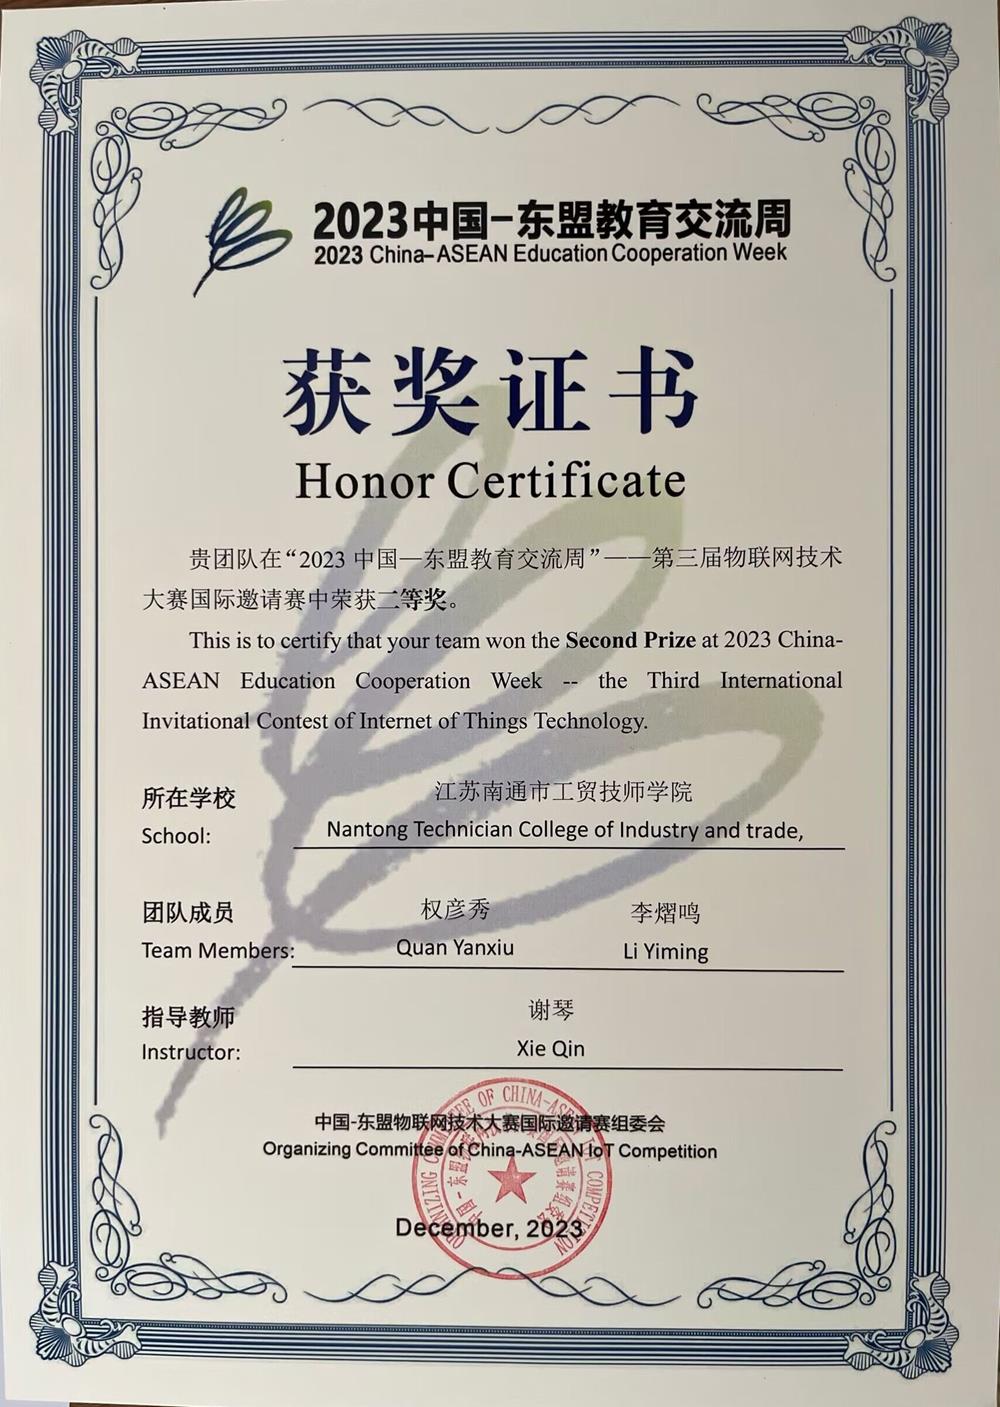 2023中国-东盟教育交流周
2023 China-ASEAN Education Cooperation Week
获奖证书
Honor Certificate
贵团队在“2023 中国—东盟教育交流周”——第三届物联网技术
大赛国际邀请赛中荣获二等奖。
This is to certify that your team won the Second Prize at 2023 China-
ASEAN Education Cooperation Week -- the Third International
Invitational Contest of Internet of Things Technology.
所在学校
江苏南通市工贸技师学院
School:
Nantong Technician College of Industry and trade,
团队成员
权彦秀 李熠鸣
Team Members:
Quan Yanxiu Li Yiming
指导教师
谢琴
Instructor:
Xie Qin
中国-东盟物联网技术大赛国际邀请赛组委会
Organizing Committee of China-ASEAN IoT Competition
December, 2023
ORGANIZING COMMITTEE OF CHINA-ASEAN IOT COMPETITION